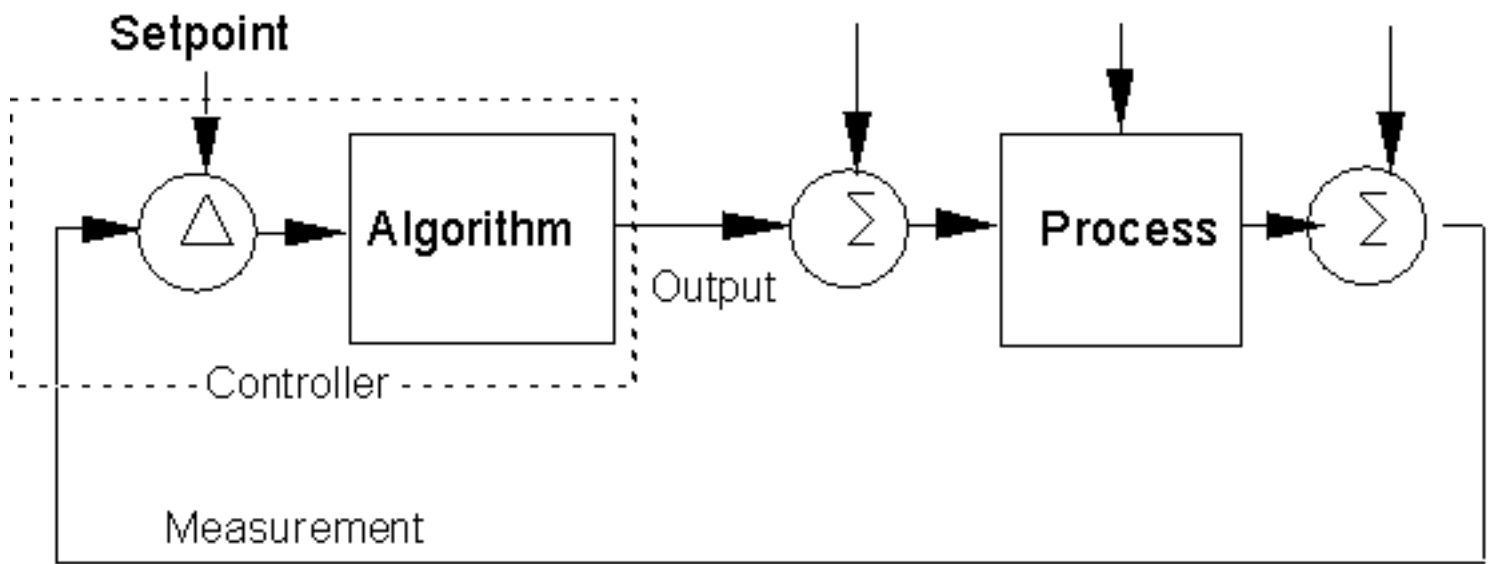 Setpoint
Δ
Algorithm
Σ
Process
Σ
Output
Controller
Measurement